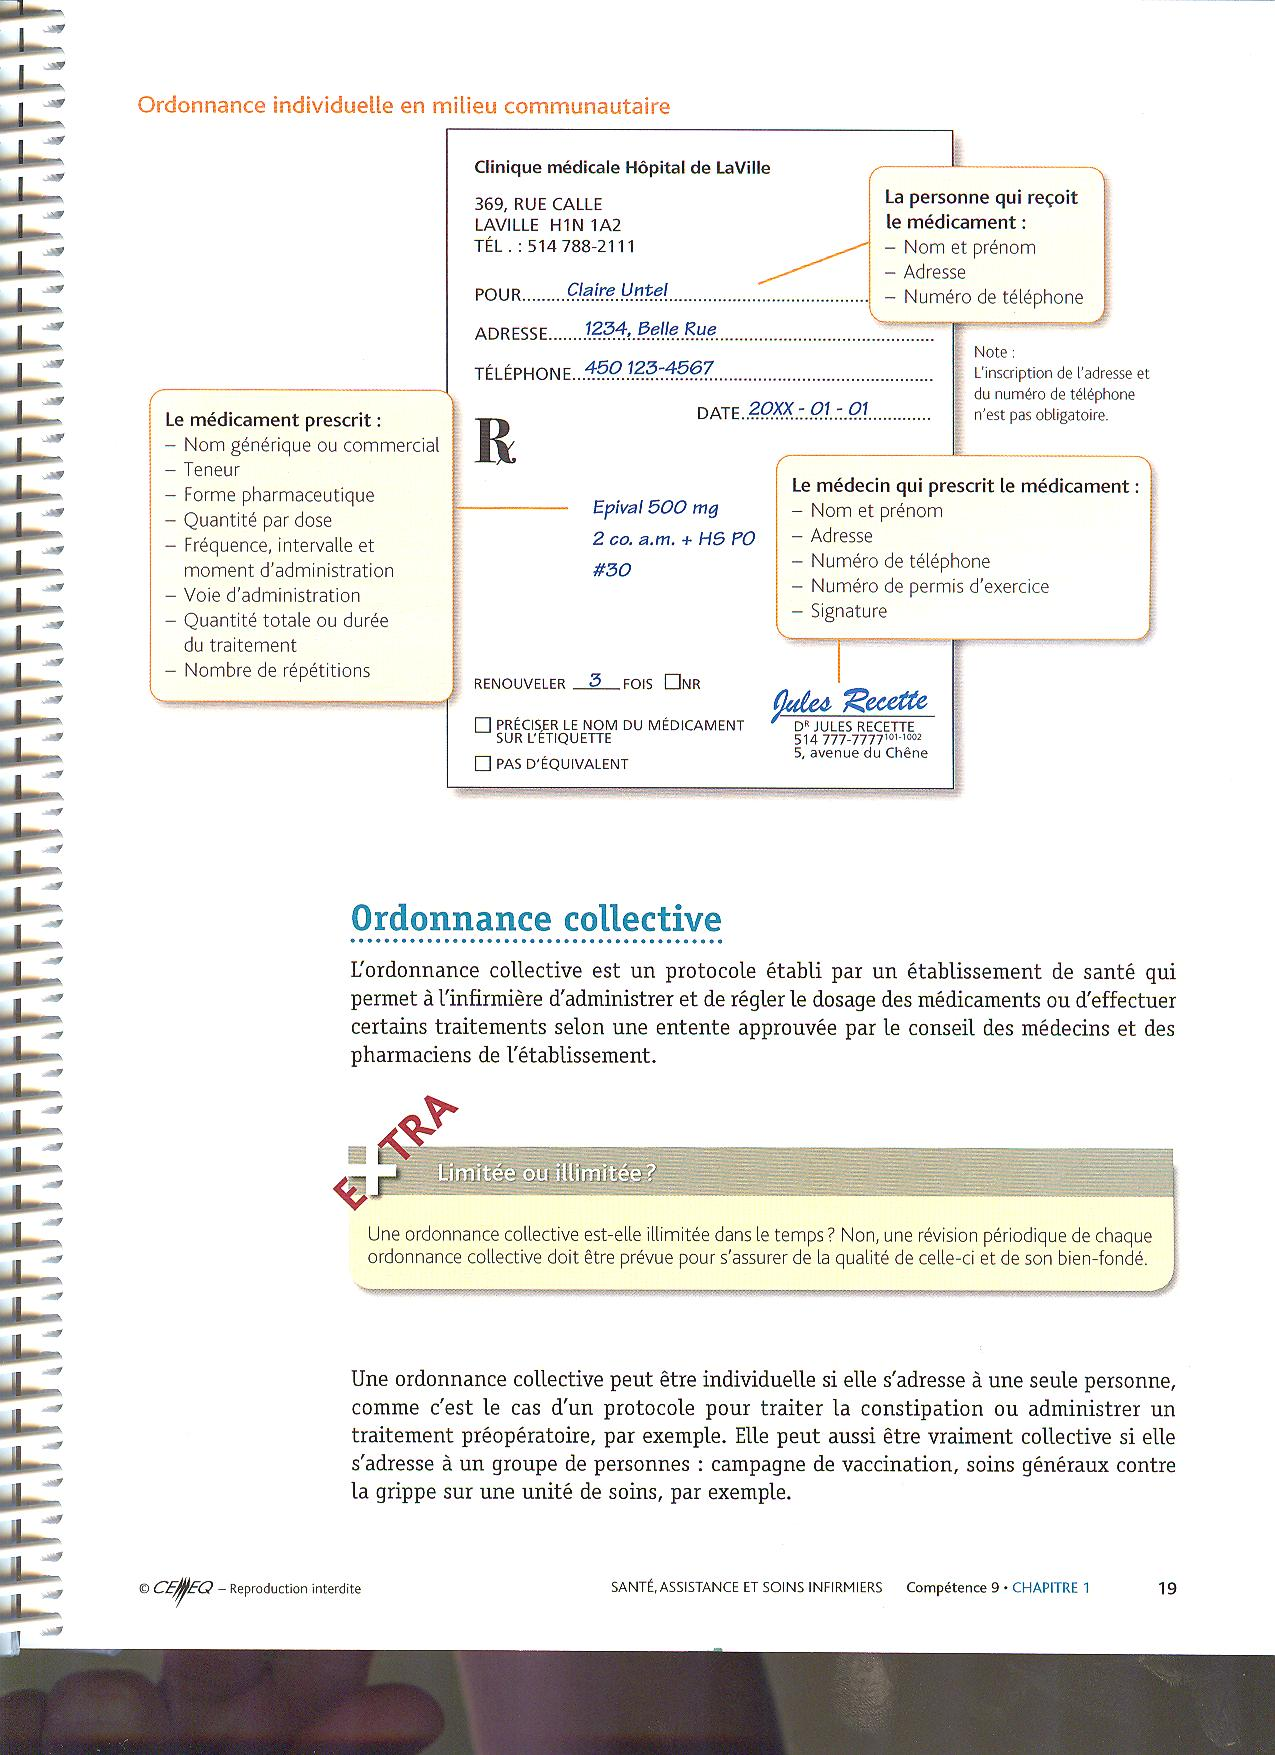 Ordonnance individuelle en milieu communautaire
Clinique médicale Hôpital de LaVille
369, RUE CALLE
LAVILLE H1N 1A2
TÉL . : 514 788-2111
POUR.........Claire Untel
ADRESSE.......1234, Belle Rue
TÉLÉPHONE...450 123-4567
DATE..20XX - 01 - 01
La personne qui reçoit
le médicament :
– Nom et prénom
– Adresse
– Numéro de téléphone
Note :
L'inscription de l'adresse et
du numéro de téléphone
n'est pas obligatoire.
Le médicament prescrit :
– Nom générique ou commercial
– Teneur
– Forme pharmaceutique
– Quantité par dose
– Fréquence, intervalle et
moment d'administration
– Voie d'administration
– Quantité totale ou durée
du traitement
– Nombre de répétitions
Rx
Epival 500 mg
2 co. a.m. + HS PO
#30
Le médecin qui prescrit le médicament :
– Nom et prénom
– Adresse
– Numéro de téléphone
– Numéro de permis d'exercice
– Signature
RENOUVELER 3 FOIS □NR
□ PRÉCISER LE NOM DU MÉDICAMENT
SUR L'ÉTIQUETTE
□ PAS D'ÉQUIVALENT
Jules Recette
DR JULES RECETTE
514 777-7777 101-1002
5, avenue du Chêne
Ordonnance collective
L'ordonnance collective est un protocole établi par un établissement de santé qui
permet à l'infirmière d'administrer et de régler le dosage des médicaments ou d'effectuer
certains traitements selon une entente approuvée par le conseil des médecins et des
pharmaciens de l'établissement.
E+TRA
Limitée ou illimitée ?
Une ordonnance collective est-elle illimitée dans le temps ? Non, une révision périodique de chaque
ordonnance collective doit être prévue pour s'assurer de la qualité de celle-ci et de son bien-fondé.
Une ordonnance collective peut être individuelle si elle s'adresse à une seule personne,
comme c'est le cas d'un protocole pour traiter la constipation ou administrer un
traitement préopératoire, par exemple. Elle peut aussi être vraiment collective si elle
s'adresse à un groupe de personnes : campagne de vaccination, soins généraux contre
la grippe sur une unité de soins, par exemple.
© CEMEQ – Reproduction interdite
SANTÉ, ASSISTANCE ET SOINS INFIRMIERS Compétence 9 • CHAPITRE 1 19